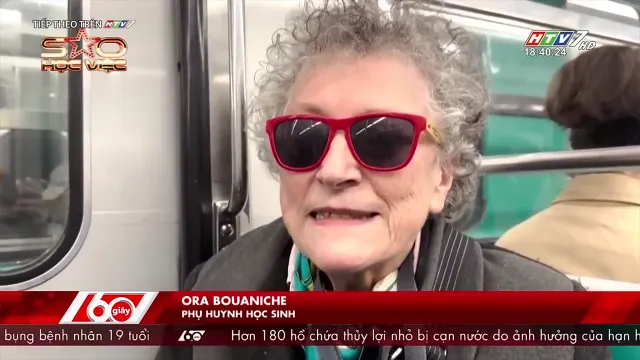 TIẾP THEO TRÊN HTV7
SAO
HỌC VIỆC
HTV7 HD
18:40:24
60 giây
ORA BOUANICHE
PHỤ HUYNH HỌC SINH
bụng bệnh nhân 19 tuổi 60 Hơn 180 hồ chứa thủy lợi nhỏ bị cạn nước do ảnh hưởng của hạn h